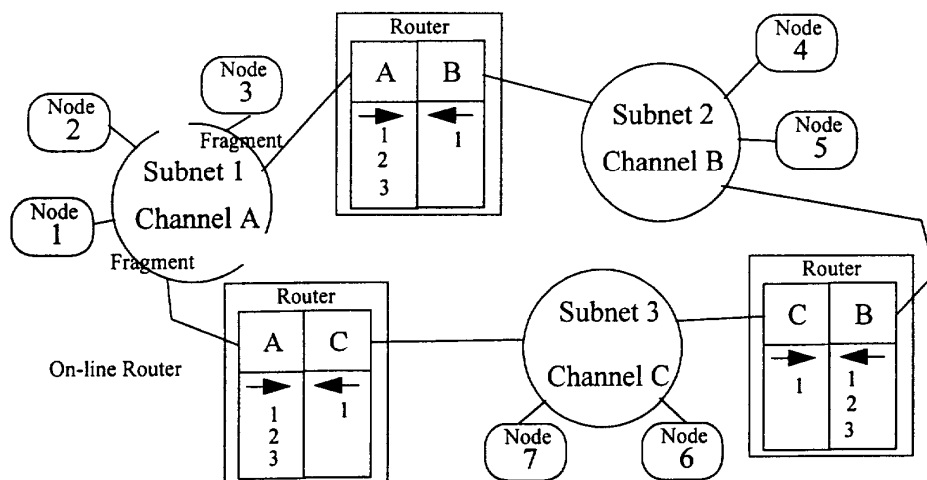 Router
A B
1 1
2
3
Node
4
Node
5
Subnet 2
Channel B
Node
3
Node
2
Node
1
Fragment
Subnet 1
Channel A
Fragment
Router
A C
1 1
2
3
On-line Router
Subnet 3
Channel C
Node
7
Node
6
Router
C B
1 1
2
3